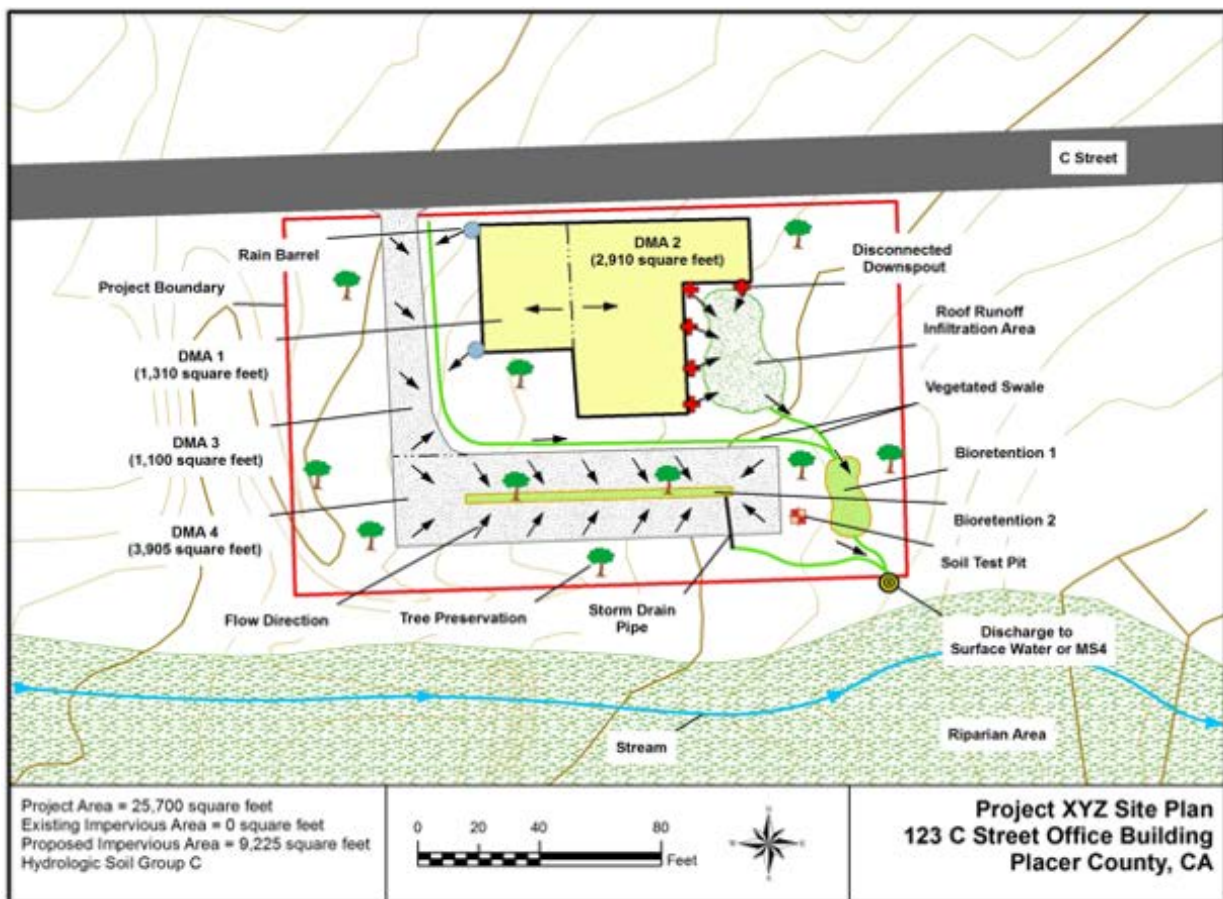 C Street
Rain Barrel
DMA 2
(2,910 square feet)
Disconnected
Downspout
Project Boundary
Roof Runoff
Infiltration Area
DMA 1
(1,310 square feet)
Vegetated Swale
DMA 3
(1,100 square feet)
Bioretention 1
DMA 4
(3,905 square feet)
Bioretention 2
Soil Test Pit
Flow Direction
Tree Preservation
Storm Drain
Pipe
Discharge to
Surface Water or MS4
Stream
Riparian Area
Project Area = 25,700 square feet
Existing Impervious Area = 0 square feet
Proposed Impervious Area = 9,225 square feet
Hydrologic Soil Group C
0 20 40 80
Feet
Project XYZ Site Plan
123 C Street Office Building
Placer County, CA